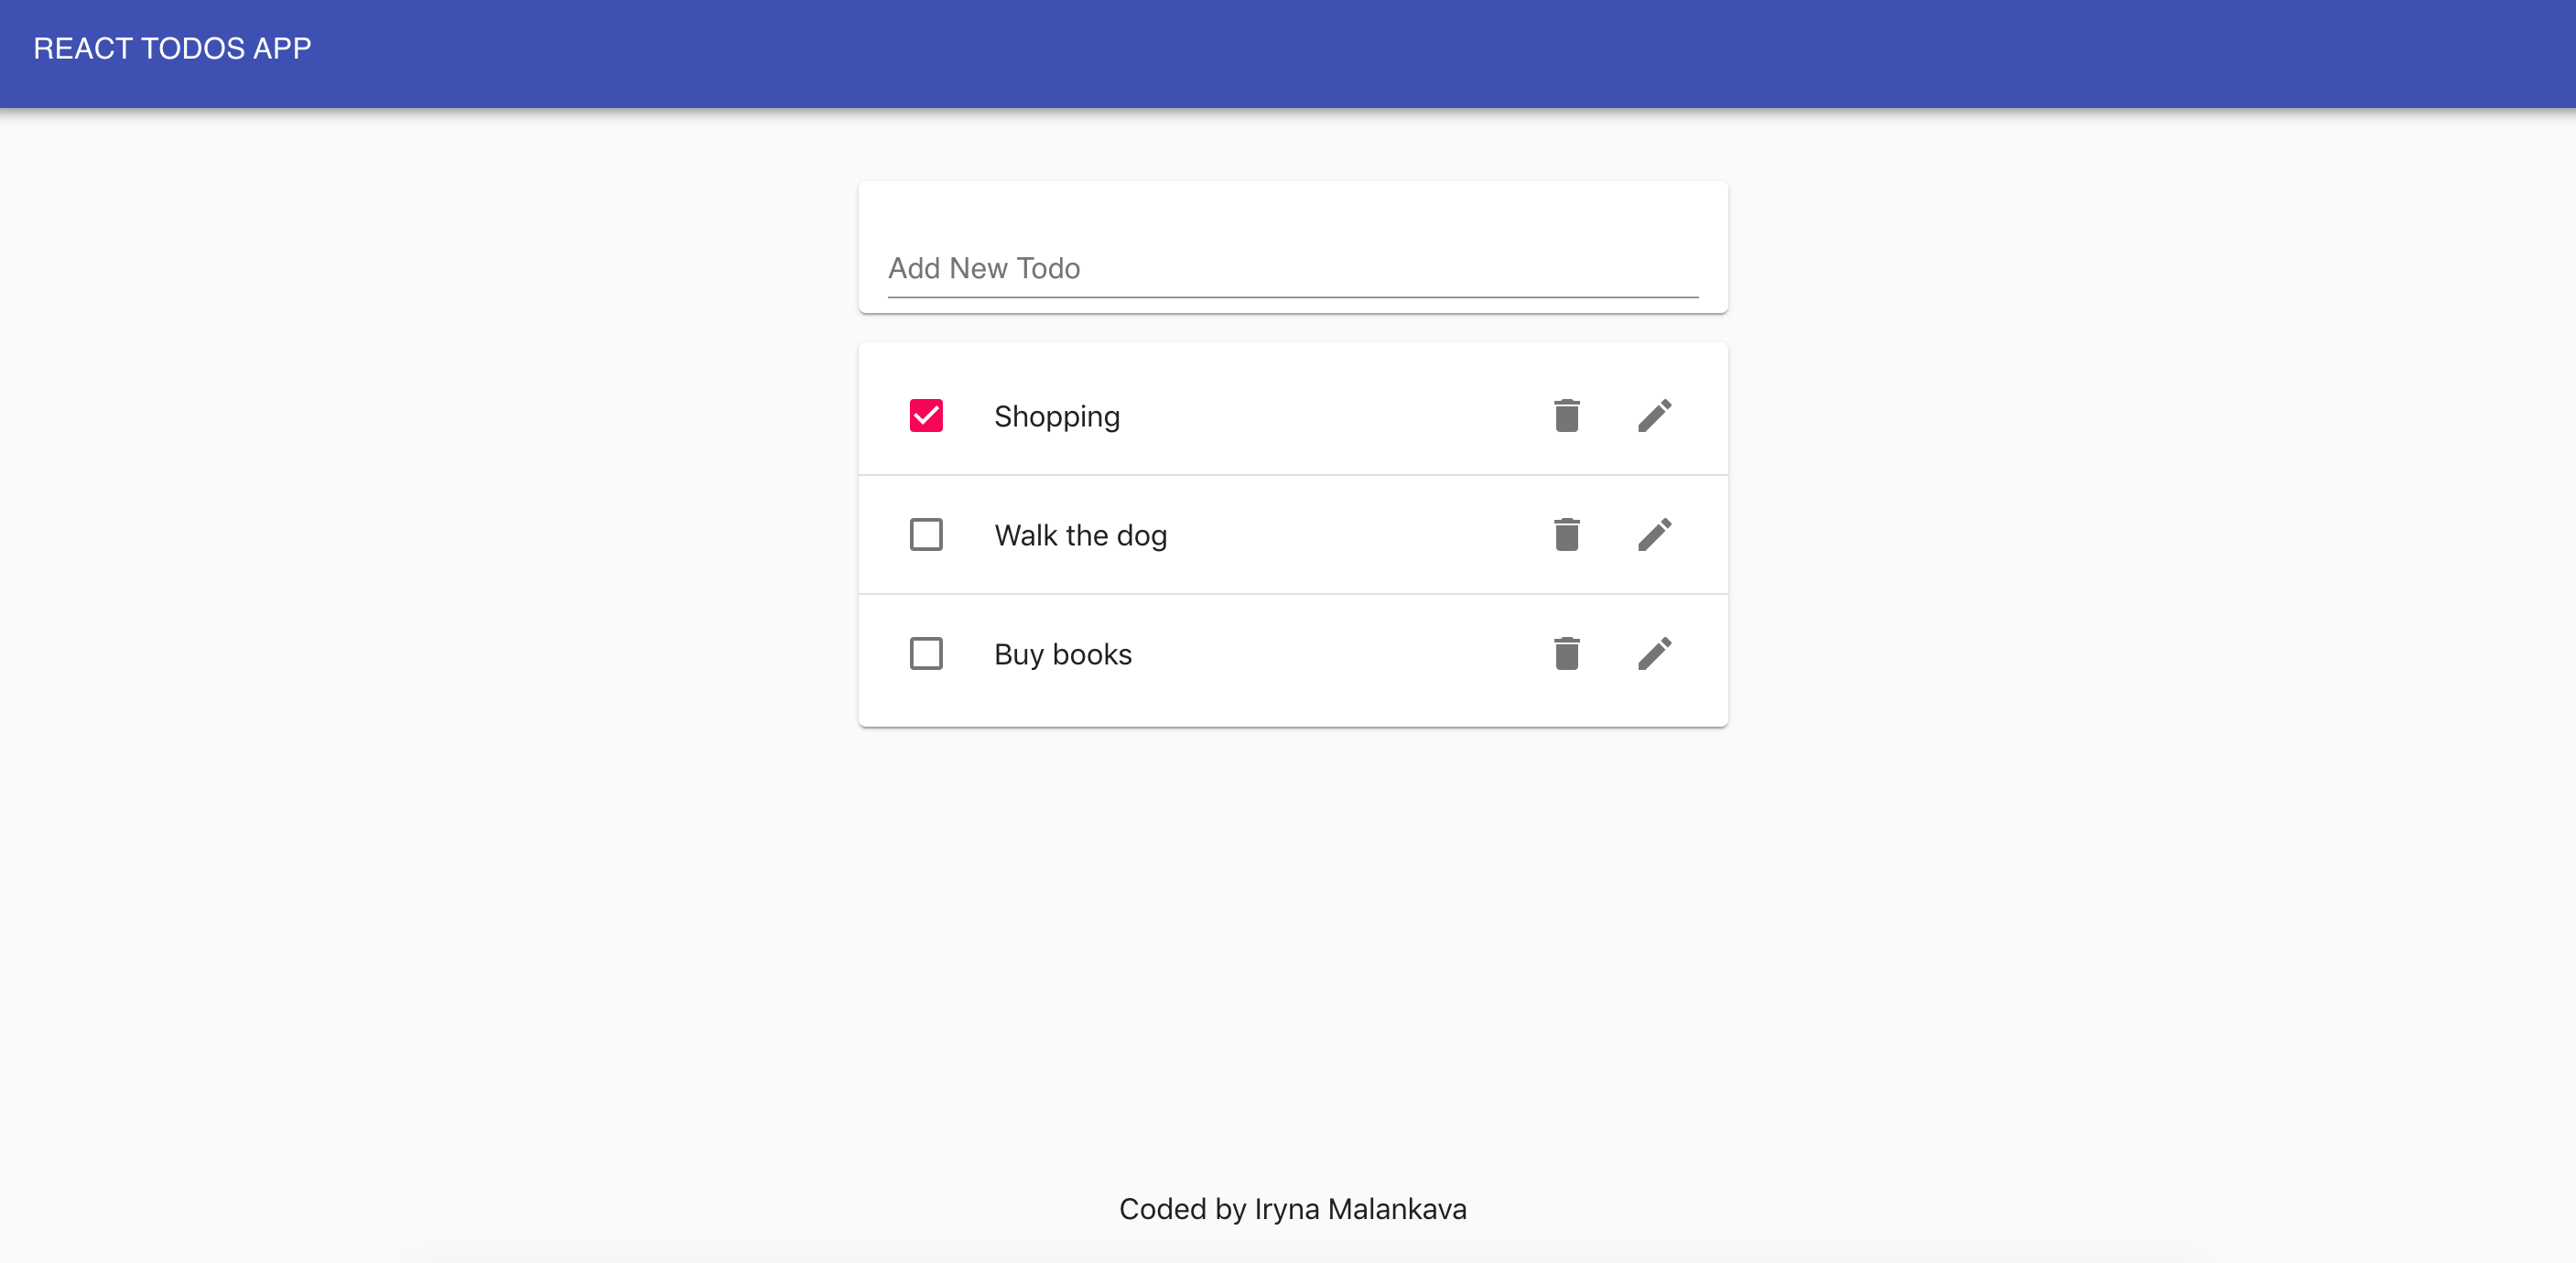 REACT TODOS APP
Add New Todo
Shopping
Walk the dog
Buy books
Coded by Iryna Malankava